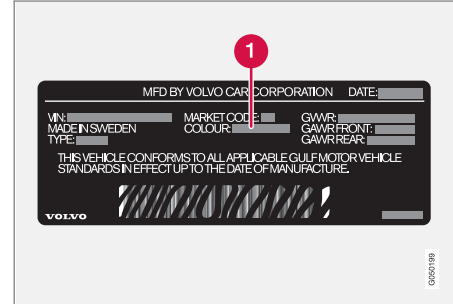 1
MFD BY VOLVO CAR CORPORATION DATE:
VIN: MARKET CODE: GVWR:
MADE IN SWEDEN COLOUR: GAWR FRONT:
TYPE: GAWR REAR:
THIS VEHICLE CONFORMS TO ALL APPLICABLE GULF MOTOR VEHICLE
STANDARDS IN EFFECT UP TO THE DATE OF MANUFACTURE.
VOLVO
G050199